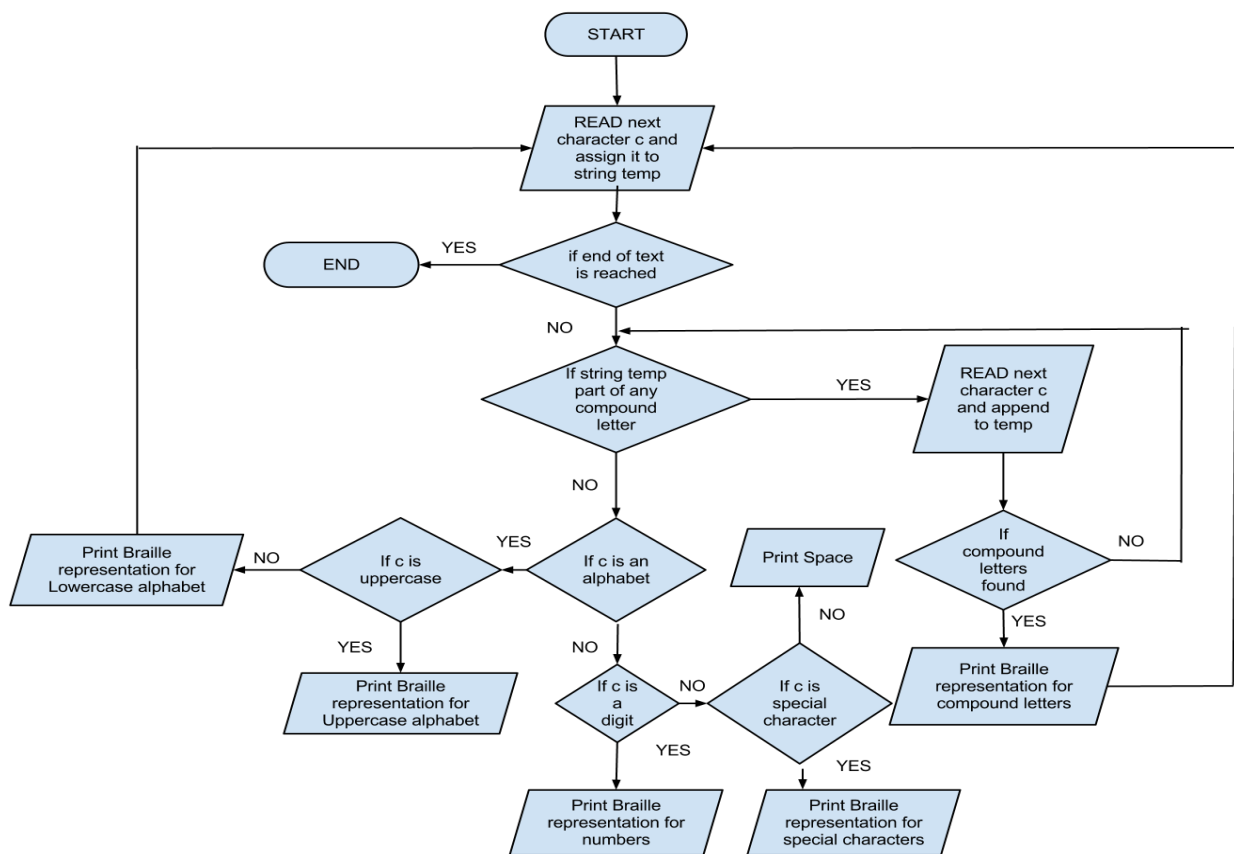 START
READ next
character c and
assign it to
string temp
YES
END
if end of text
is reached
NO
If string temp
part of any
compound
letter
YES
READ next
character c
and append
to temp
NO
Print Braille
representation for
Lowercase alphabet
NO
If c is
uppercase
YES
If c is an
alphabet
Print Space
If
compound
letters
found
NO
YES
YES
Print Braille
representation for
Uppercase alphabet
NO
If c is
a
digit
NO
If c is
special
character
NO
Print Braille
representation for
compound letters
YES
YES
Print Braille
representation for
numbers
Print Braille
representation for
special characters